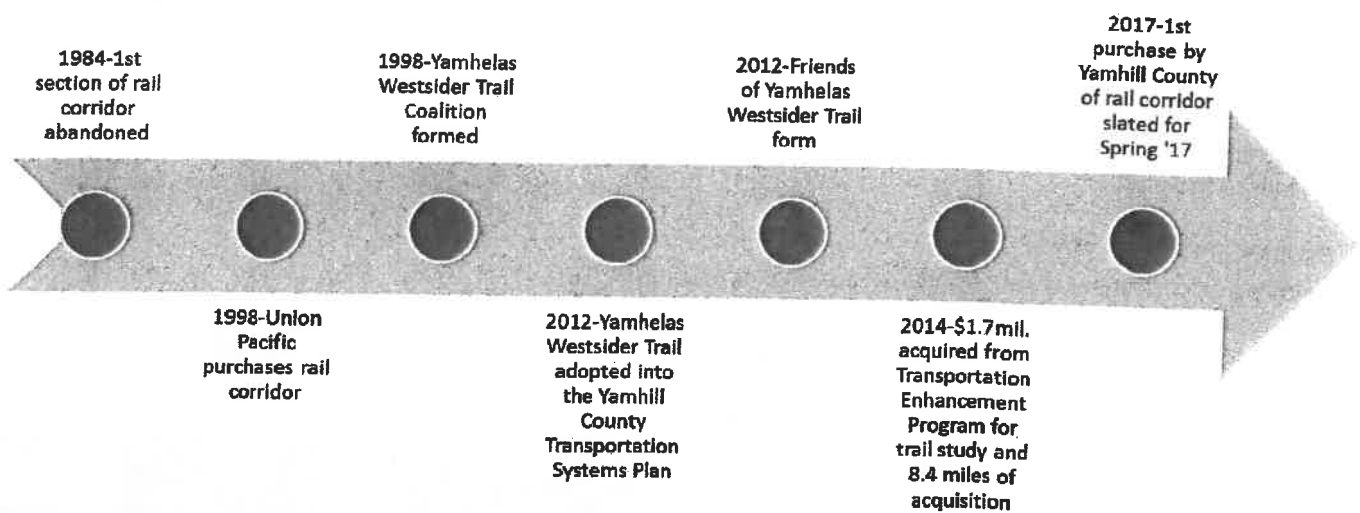 1984-1st
section of rail
corridor
abandoned
1998-Union
Pacific
purchases rail
corridor
1998-Yamhelas
Westsider Trail
Coalition
formed
2012-Yamhelas
Westsider Trail
adopted into
the Yamhill
County
Transportation
Systems Plan
2012-Friends
of Yamhelas
Westsider Trail
form
2014-$1.7mil.
acquired from
Transportation
Enhancement
Program for
trail study and
8.4 miles of
acquisition
2017-1st
purchase by
Yamhill County
of rail corridor
slated for
Spring '17